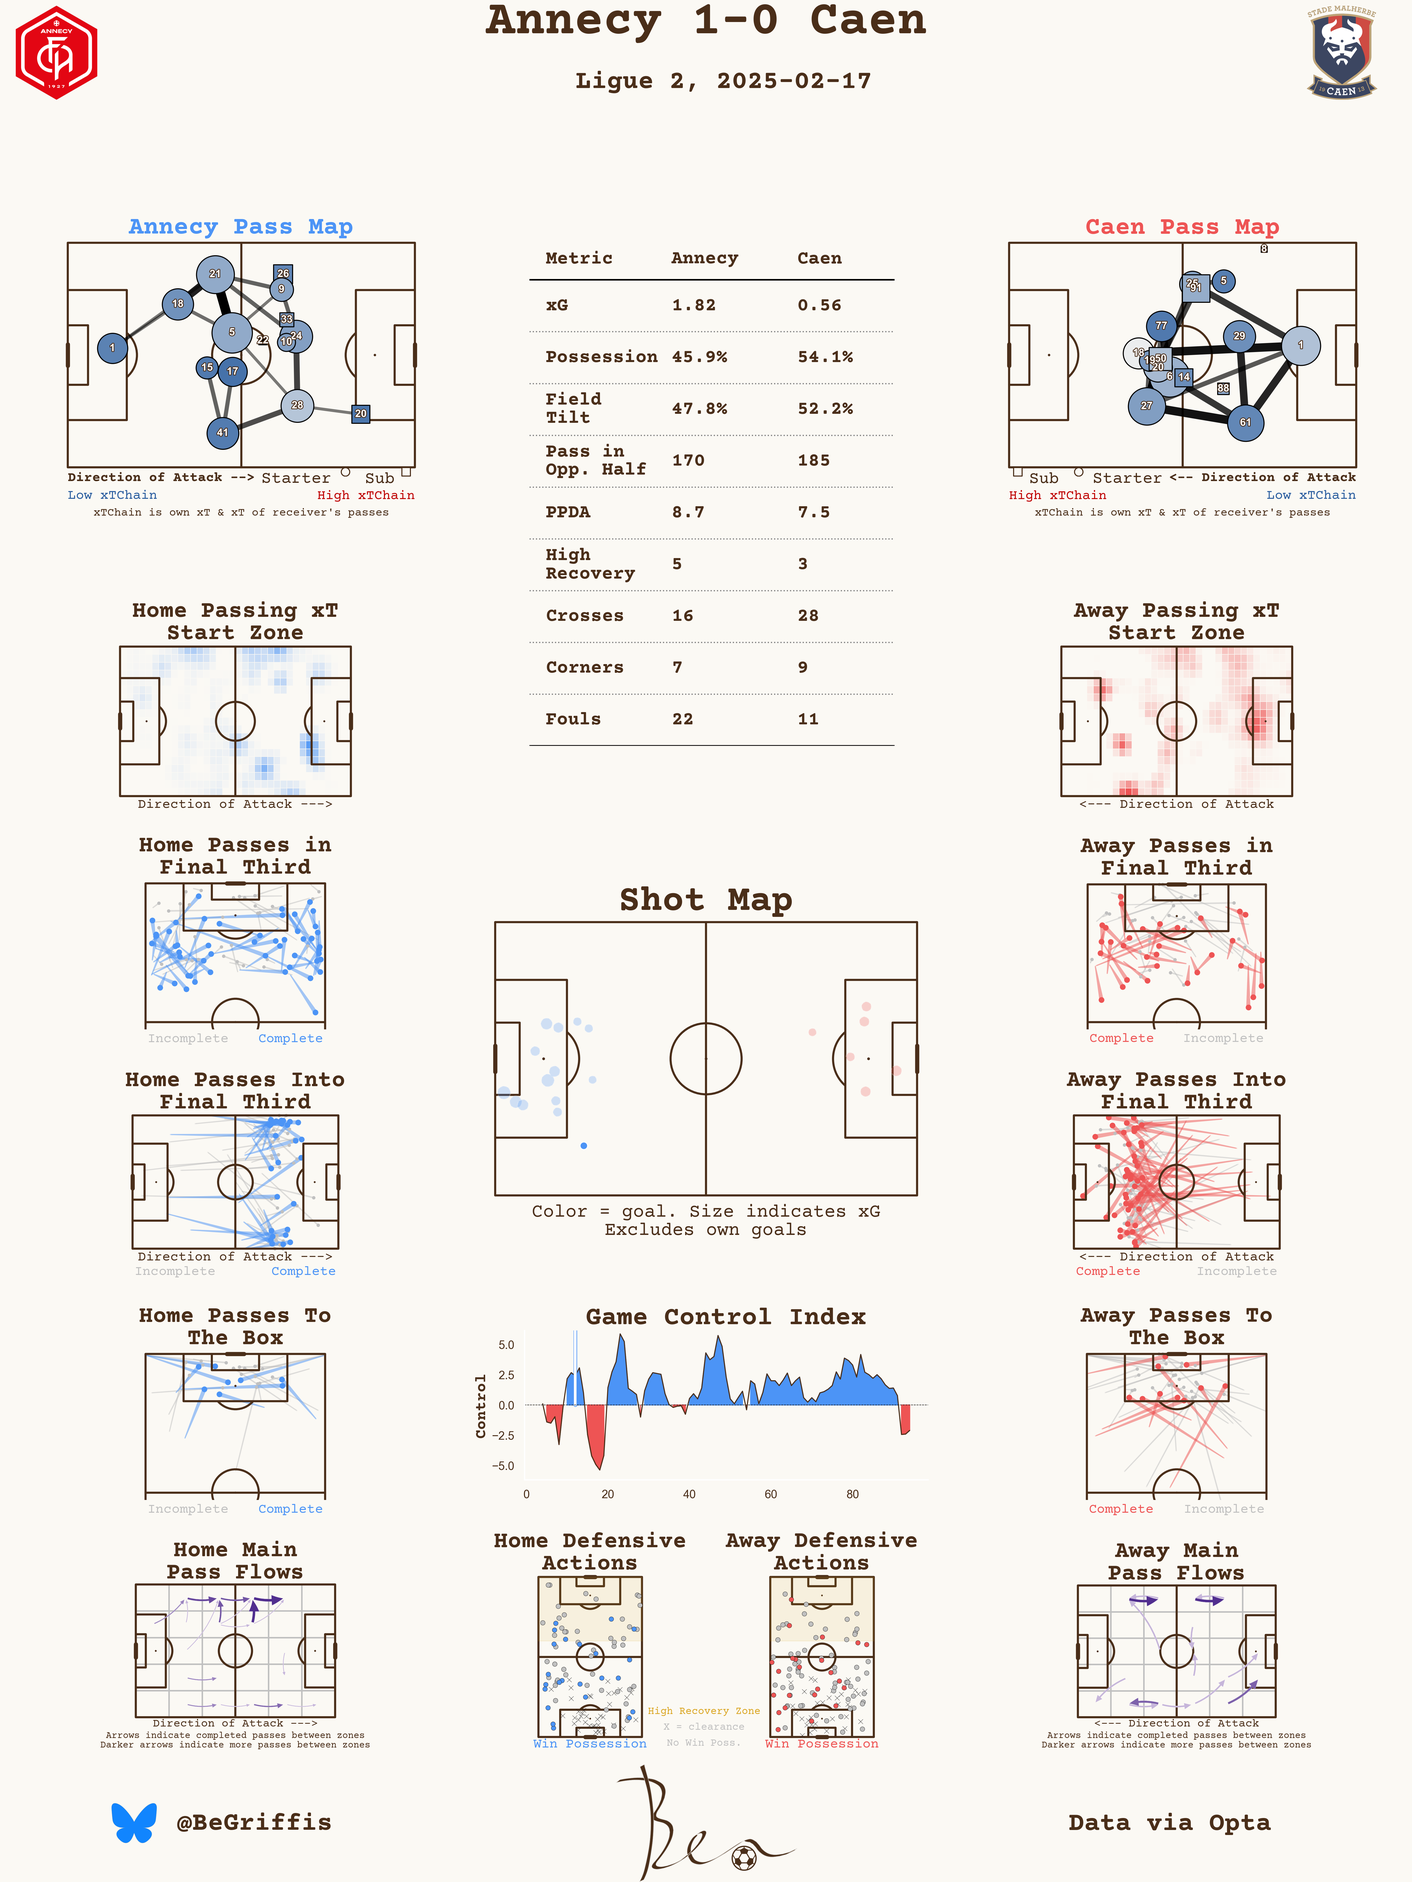 Annecy 1-0 Caen
Ligue 2, 2025-02-17
ANNECY
FCA
1927
STADE MALHERBE
CAEN
19 13
Annecy Pass Map
21
26
9
18
33
5
22
24
10
1
15
17
28
20
41
Direction of Attack --> Starter Sub
Low xTChain High xTChain
xTChain is own xT & xT of receiver's passes
Metric Annecy Caen
xG 1.82 0.56
Possession 45.9% 54.1%
Field
Tilt 47.8% 52.2%
Pass in
Opp. Half 170 185
PPDA 8.7 7.5
High
Recovery 5 3
Crosses 16 28
Corners 7 9
Fouls 22 11
Caen Pass Map
8
25
91
5
77
29
1
18
19
50
20
6
14
88
27
61
Sub Starter <-- Direction of Attack
High xTChain Low xTChain
xTChain is own xT & xT of receiver's passes
Home Passing xT
Start Zone
Direction of Attack --->
Away Passing xT
Start Zone
<--- Direction of Attack
Home Passes in
Final Third
Incomplete Complete
Away Passes in
Final Third
Complete Incomplete
Shot Map
Color = goal. Size indicates xG
Excludes own goals
Home Passes Into
Final Third
Direction of Attack --->
Incomplete Complete
Away Passes Into
Final Third
<--- Direction of Attack
Complete Incomplete
Home Passes To
The Box
Incomplete Complete
Game Control Index
Control
5.0
2.5
0.0
−2.5
−5.0
0 20 40 60 80
Away Passes To
The Box
Complete Incomplete
Home Main
Pass Flows
Direction of Attack --->
Arrows indicate completed passes between zones
Darker arrows indicate more passes between zones
Home Defensive
Actions
Win Possession
Away Defensive
Actions
Win Possession
High Recovery Zone
X = clearance
No Win Poss.
Away Main
Pass Flows
<--- Direction of Attack
Arrows indicate completed passes between zones
Darker arrows indicate more passes between zones
@BeGriffis
Ben
Data via Opta